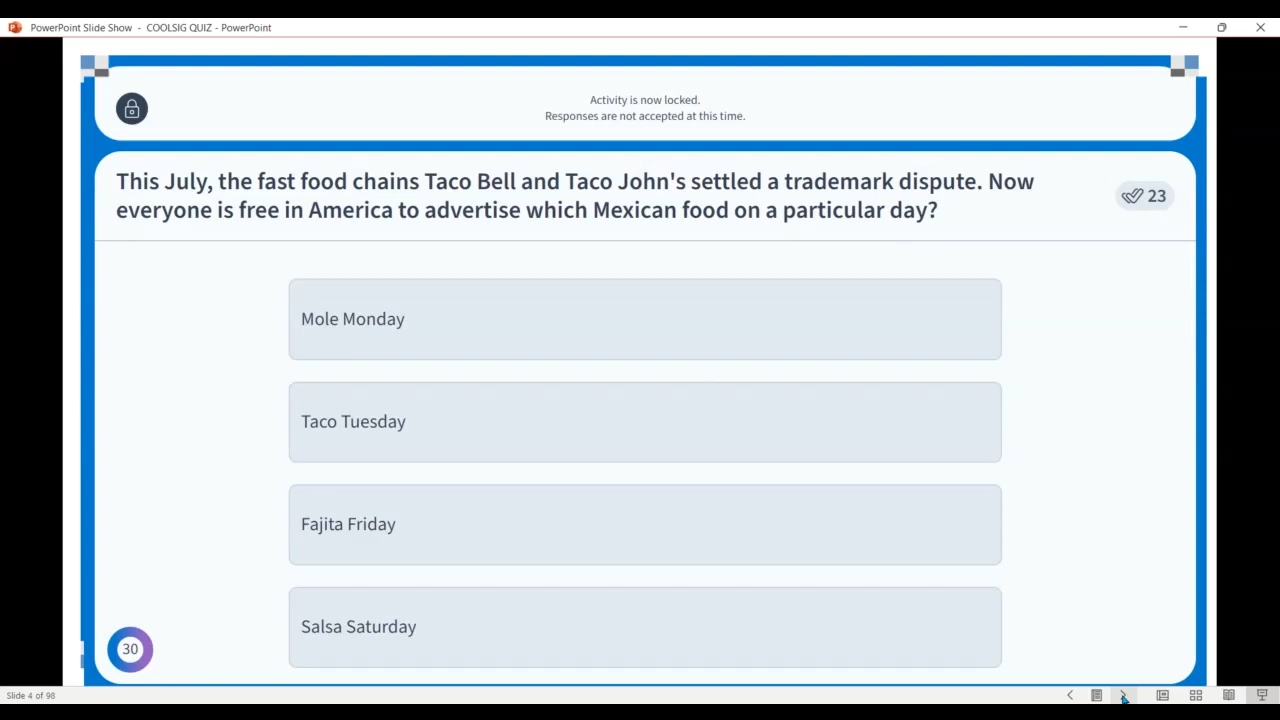 PowerPoint Slide Show - COOLSIG QUIZ - PowerPoint
Activity is now locked.
Responses are not accepted at this time.
This July, the fast food chains Taco Bell and Taco John's settled a trademark dispute. Now
everyone is free in America to advertise which Mexican food on a particular day?
23
Mole Monday
Taco Tuesday
Fajita Friday
Salsa Saturday
30
Slide 4 of 98